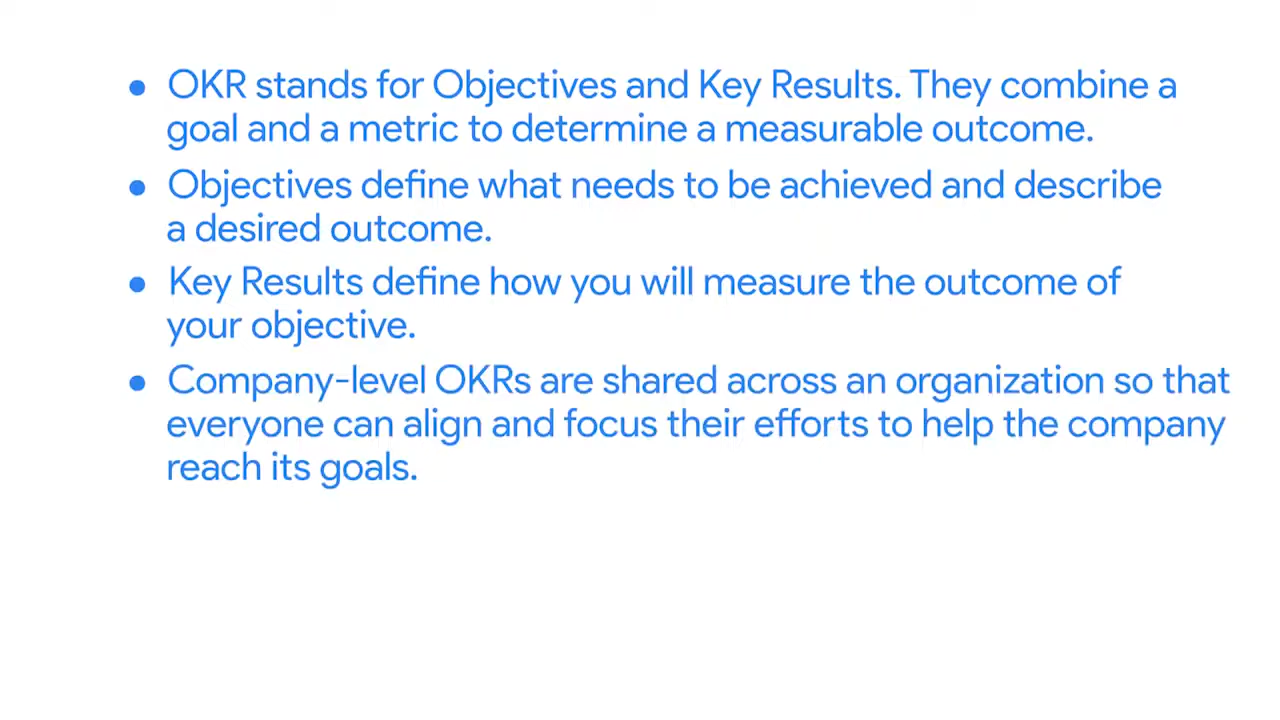 • OKR stands for Objectives and Key Results. They combine a
goal and a metric to determine a measurable outcome.
• Objectives define what needs to be achieved and describe
a desired outcome.
• Key Results define how you will measure the outcome of
your objective.
• Company-level OKRs are shared across an organization so that
everyone can align and focus their efforts to help the company
reach its goals.